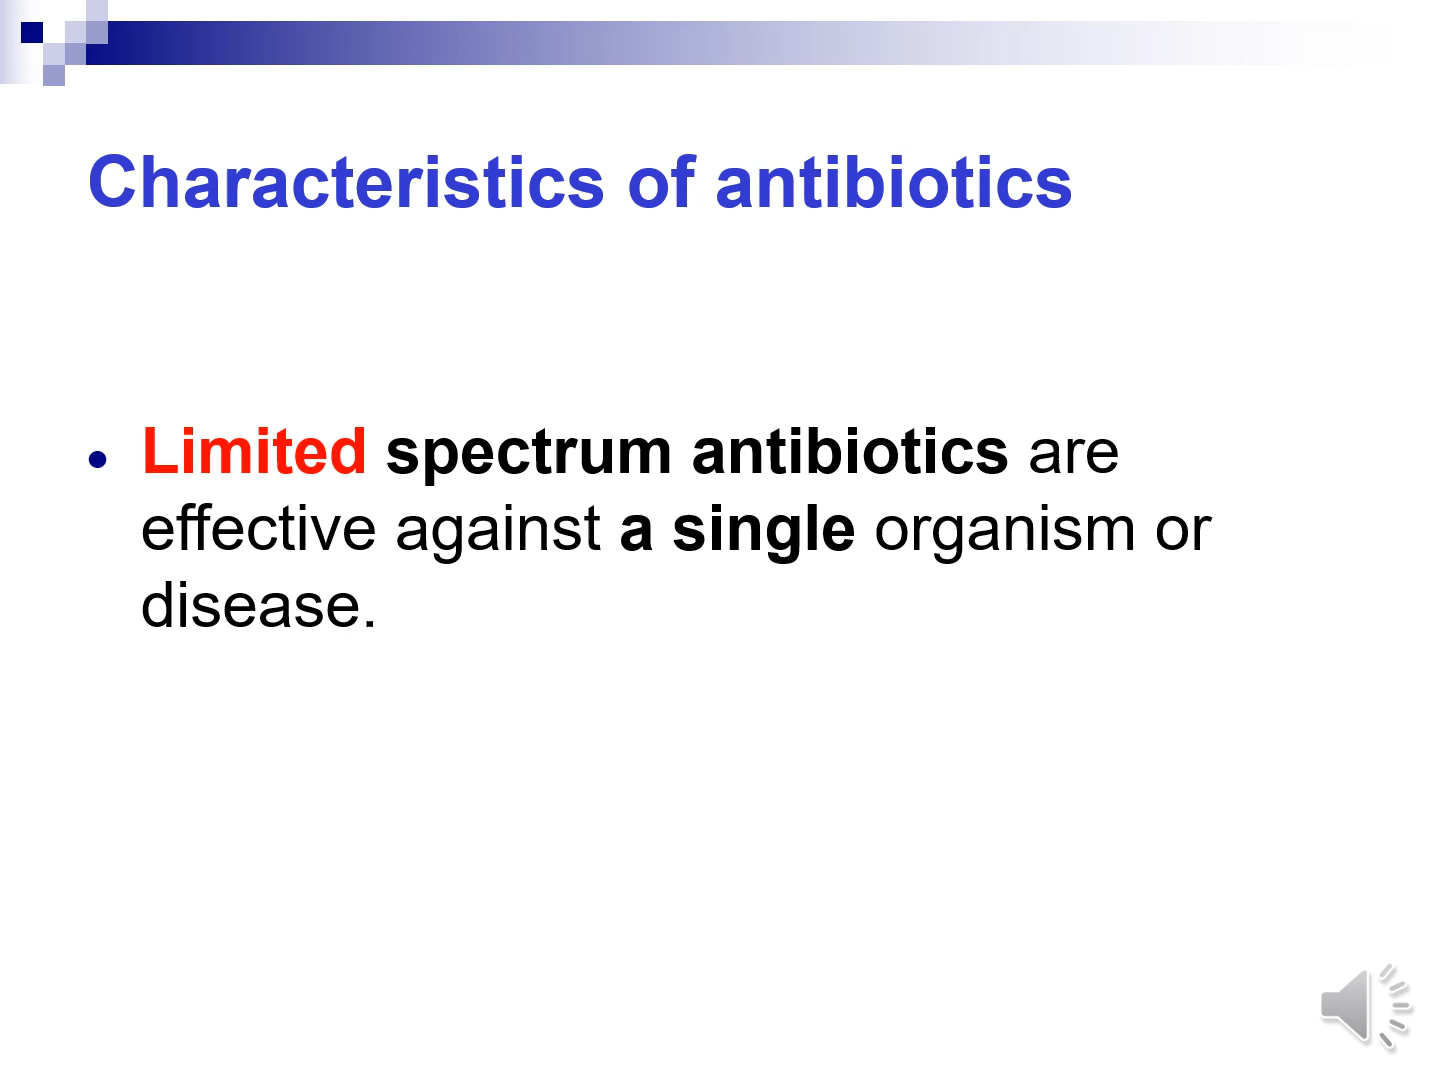 Characteristics of antibiotics
• Limited spectrum antibiotics are
effective against a single organism or
disease.